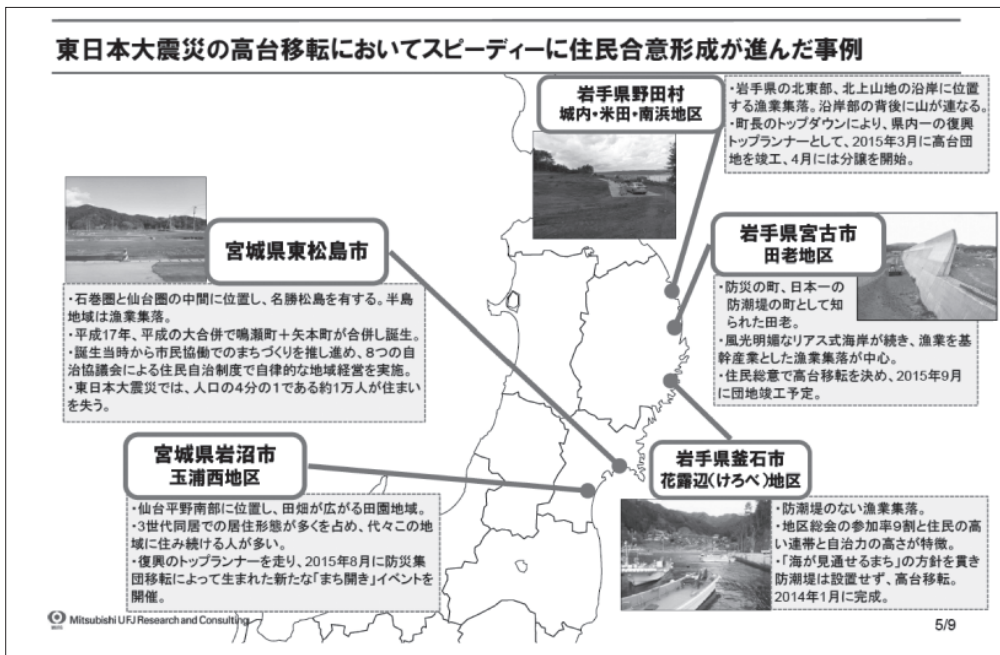 東日本大震災の高台移転においてスピーディーに住民合意形成が進んだ事例
岩手県野田村
城内・米田・南浜地区
・岩手県の北東部、北上山地の沿岸に位置
する漁業集落。沿岸部の背後に山が連なる。
・町長のトップダウンにより、県内一の復興
トップランナーとして、2015年3月に高台団
地を竣工、4月には分譲を開始。
宮城県東松島市
・石巻圏と仙台圏の中間に位置し、名勝松島を有する。半島
地域は漁業集落。
・平成17年、平成の大合併で鳴瀬町+矢本町が合併し誕生。
・誕生当時から市民協働でのまちづくりを推し進め、8つの自
治協議会による住民自治制度で自律的な地域経営を実施。
・東日本大震災では、人口の4分の1である約1万人が住まい
を失う。
岩手県宮古市
田老地区
・防災の町、日本一の
防潮堤の町として知
られた田老。
・風光明媚なリアス式海岸が続き、漁業を基
幹産業とした漁業集落が中心。
・住民総意で高台移転を決め、2015年9月
に団地竣工予定。
宮城県岩沼市
玉浦西地区
・仙台平野南部に位置し、田畑が広がる田園地域。
・3世代同居での居住形態が多くを占め、代々この地
域に住み続ける人が多い。
・復興のトップランナーを走り、2015年8月に防災集
団移転によって生まれた新たな「まち開き」イベントを
開催。
岩手県釜石市
花露辺(けろべ)地区
・防潮堤のない漁業集落。
・地区総会の参加率9割と住民の高
い連帯と自治力の高さが特徴。
・「海が見通せるまち」の方針を貫き
防潮堤は設置せず、高台移転。
2014年1月に完成。
Mitsubishi UFJ Research and Consulting
5/9